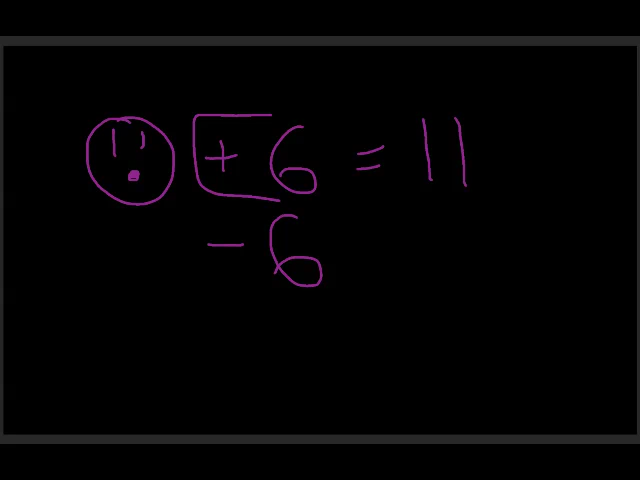 + 6 = 11
- 6